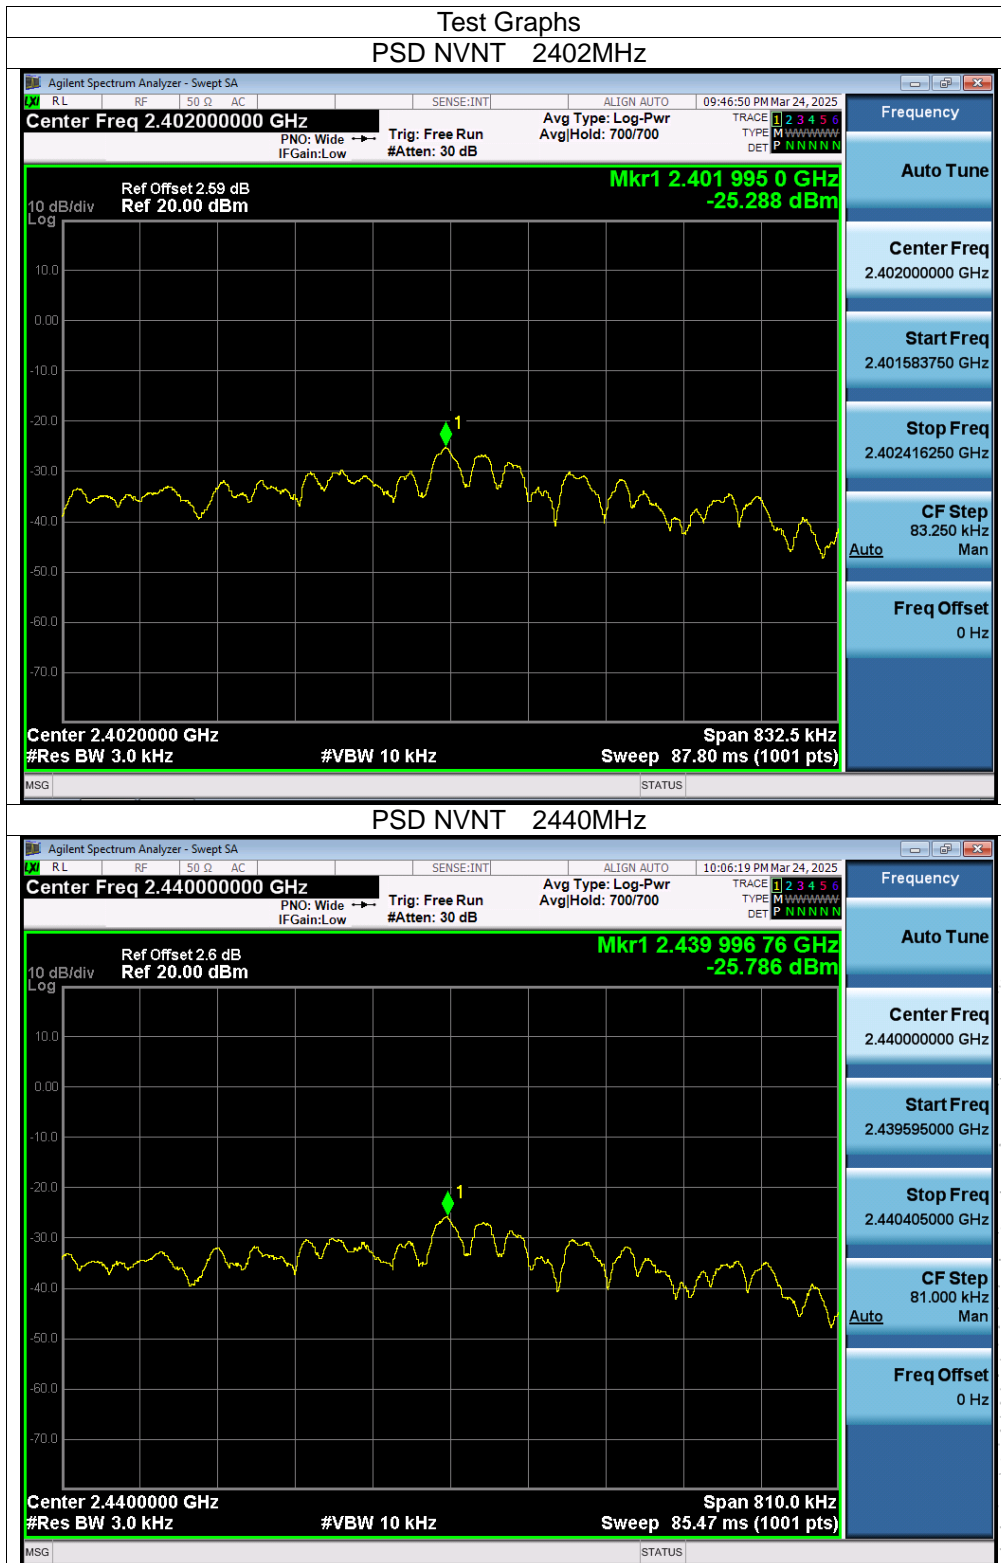 Test Graphs
PSD NVNT 2402MHz
Agilent Spectrum Analyzer - Swept SA
LXI RL RF 50 Ω AC SENSE:INT ALIGN AUTO 09:46:50 PM Mar 24, 2025
Center Freq 2.402000000 GHz
PNO: Wide
IFGain:Low
Trig: Free Run
#Atten: 30 dB
Avg Type: Log-Pwr
Avg|Hold: 700/700
TRACE 1 2 3 4 5 6
TYPE M WWWWW
DET P N N N N N
Frequency
Auto Tune
Center Freq
2.402000000 GHz
Start Freq
2.401583750 GHz
Stop Freq
2.402416250 GHz
CF Step
83.250 kHz
Auto Man
Freq Offset
0 Hz
Mkr1 2.401 995 0 GHz
-25.288 dBm
Ref Offset 2.59 dB
10 dB/div Ref 20.00 dBm
Log
10.0
0.00
-10.0
-20.0
-30.0
-40.0
-50.0
-60.0
-70.0
1
Center 2.4020000 GHz Span 832.5 kHz
#Res BW 3.0 kHz #VBW 10 kHz Sweep 87.80 ms (1001 pts)
MSG STATUS
PSD NVNT 2440MHz
Agilent Spectrum Analyzer - Swept SA
LXI RL RF 50 Ω AC SENSE:INT ALIGN AUTO 10:06:19 PM Mar 24, 2025
Center Freq 2.440000000 GHz
PNO: Wide
IFGain:Low
Trig: Free Run
#Atten: 30 dB
Avg Type: Log-Pwr
Avg|Hold: 700/700
TRACE 1 2 3 4 5 6
TYPE M WWWWW
DET P N N N N N
Frequency
Auto Tune
Center Freq
2.440000000 GHz
Start Freq
2.439595000 GHz
Stop Freq
2.440405000 GHz
CF Step
81.000 kHz
Auto Man
Freq Offset
0 Hz
Mkr1 2.439 996 76 GHz
-25.786 dBm
Ref Offset 2.6 dB
10 dB/div Ref 20.00 dBm
Log
10.0
0.00
-10.0
-20.0
-30.0
-40.0
-50.0
-60.0
-70.0
1
Center 2.4400000 GHz Span 810.0 kHz
#Res BW 3.0 kHz #VBW 10 kHz Sweep 85.47 ms (1001 pts)
MSG STATUS